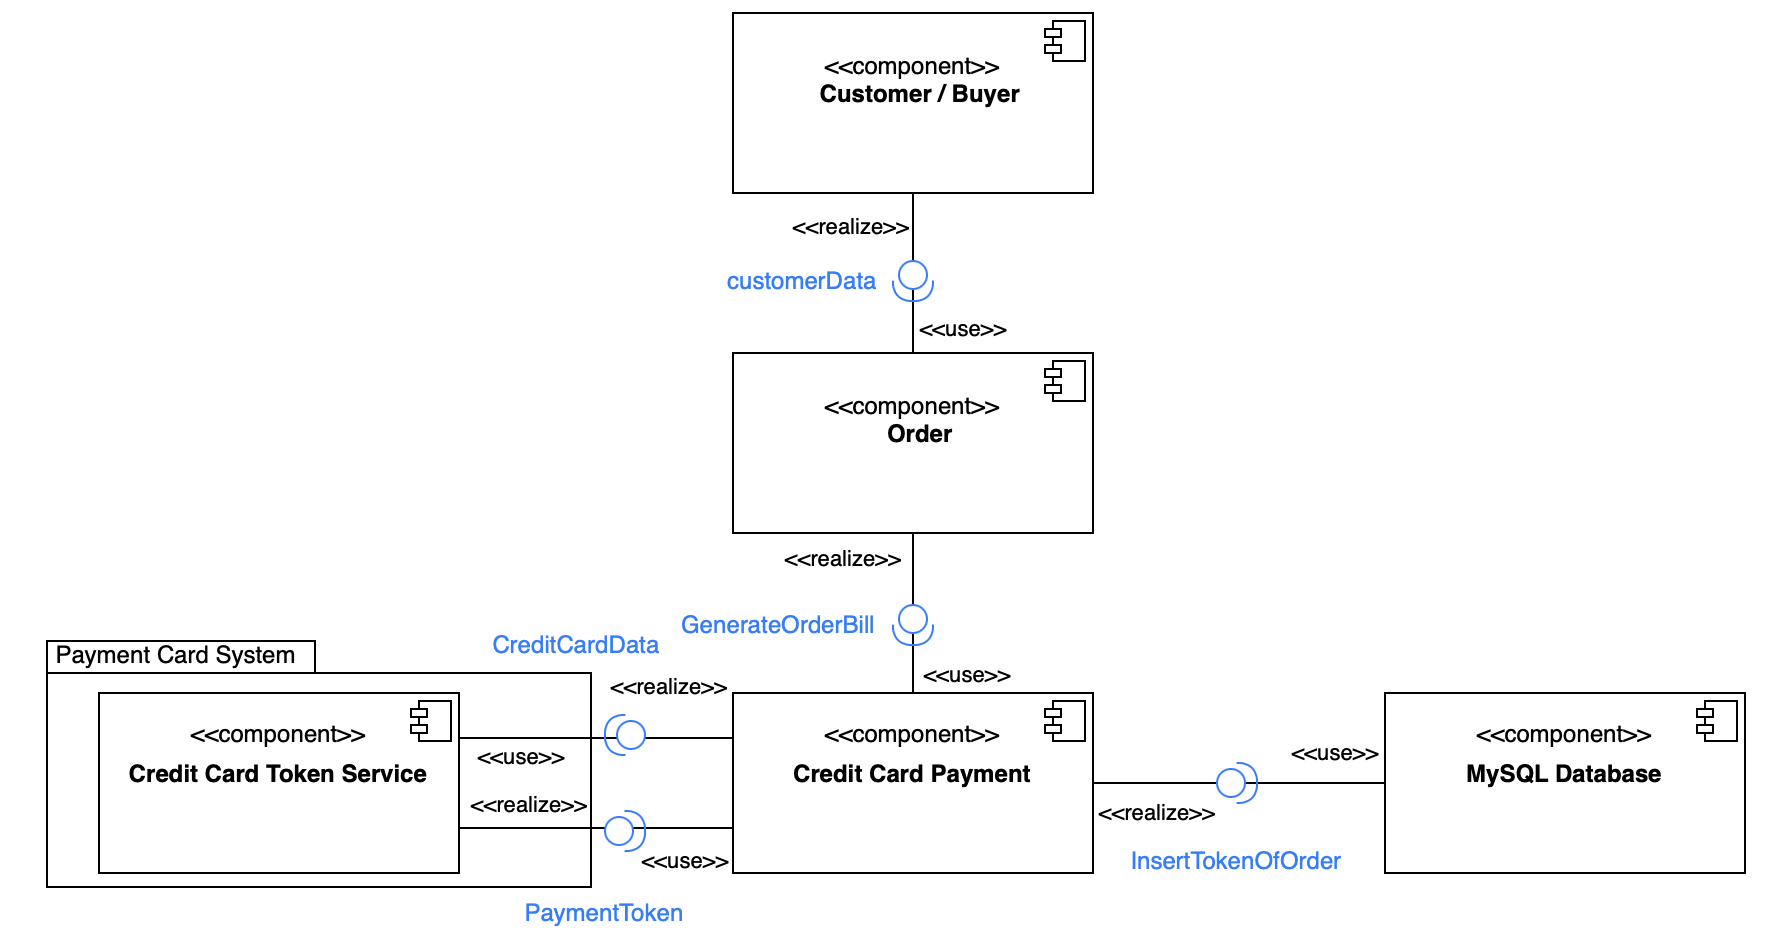 <<component>>
Customer / Buyer
<<realize>>
customerData
<<use>>
<<component>>
Order
<<realize>>
GenerateOrderBill
<<use>>
CreditCardData
Payment Card System
<<realize>>
<<component>>
Credit Card Token Service
<<use>>
<<realize>>
<<use>>
PaymentToken
<<component>>
Credit Card Payment
<<realize>>
<<use>>
InsertTokenOfOrder
<<component>>
MySQL Database